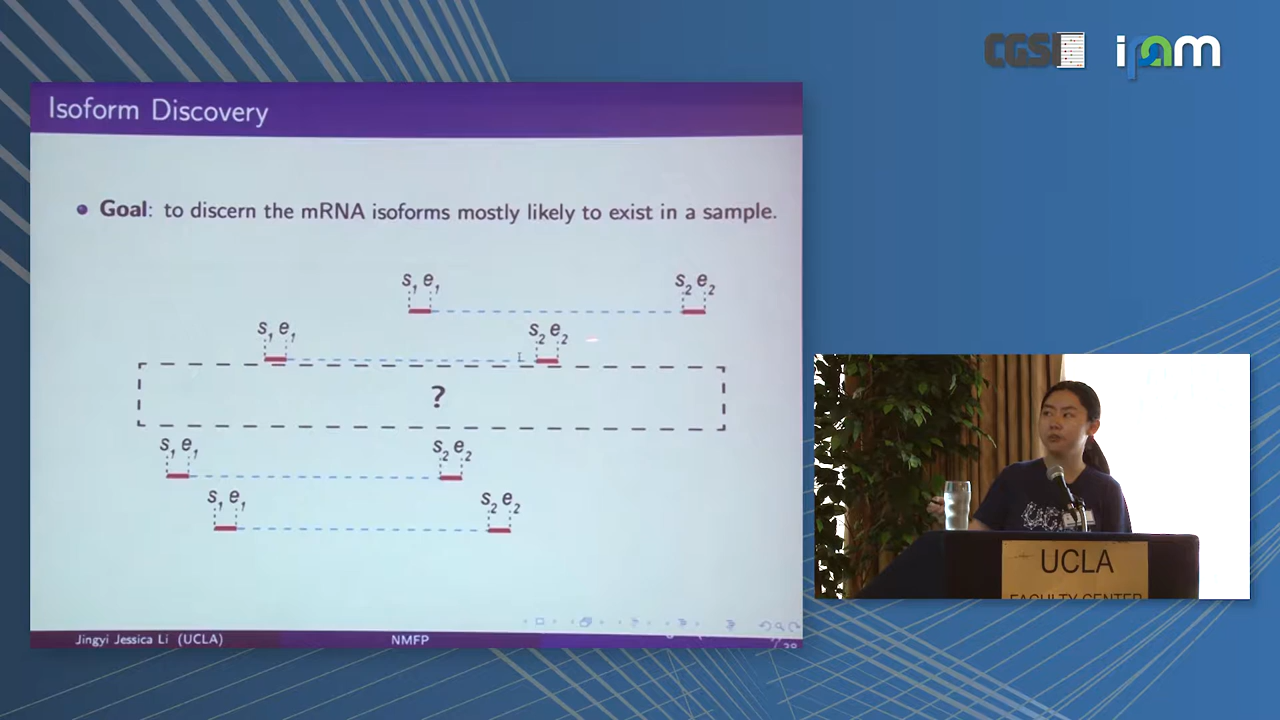 CGSI
ipam
Isoform Discovery
Goal: to discern the mRNA isoforms mostly likely to exist in a sample.
s1 e1 s2 e2
s1 e1 s2 e2
?
s1 e1 s2 e2
s1 e1 s2 e2
Jingyi Jessica Li (UCLA) NMFP
UCLA
FACULTY CENTER